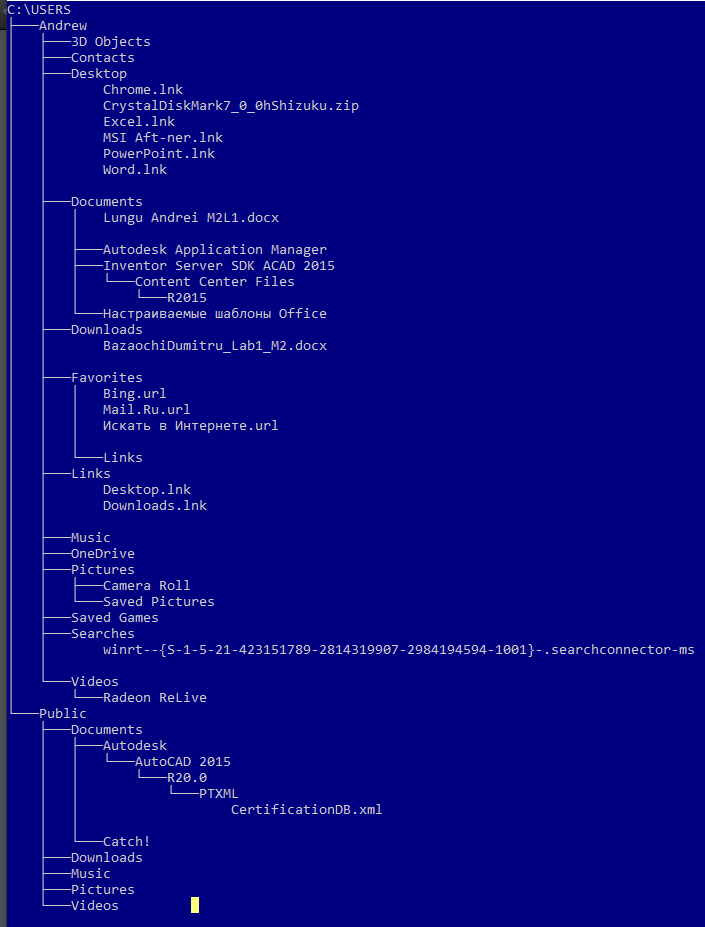 C:\USERS
├───Andrew
│   ├───3D Objects
│   ├───Contacts
│   ├───Desktop
│   │       Chrome.lnk
│   │       CrystalDiskMark7_0_0hShizuku.zip
│   │       Excel.lnk
│   │       MSI Aft-ner.lnk
│   │       PowerPoint.lnk
│   │       Word.lnk
│   │
│   ├───Documents
│   │   │   Lungu Andrei M2L1.docx
│   │   │
│   │   ├───Autodesk Application Manager
│   │   ├───Inventor Server SDK ACAD 2015
│   │   │   └───Content Center Files
│   │   │       └───R2015
│   │   └───Настраиваемые шаблоны Office
│   ├───Downloads
│   │       BazaochiDumitru_Lab1_M2.docx
│   │
│   ├───Favorites
│   │   │   Bing.url
│   │   │   Mail.Ru.url
│   │   │   Искать в Интернете.url
│   │   │
│   │   └───Links
│   ├───Links
│   │       Desktop.lnk
│   │       Downloads.lnk
│   │
│   ├───Music
│   ├───OneDrive
│   ├───Pictures
│   │   ├───Camera Roll
│   │   └───Saved Pictures
│   ├───Saved Games
│   ├───Searches
│   │       winrt--{S-1-5-21-423151789-2814319907-2984194594-1001}-.searchconnector-ms
│   │
│   └───Videos
│       └───Radeon ReLive
└───Public
    ├───Documents
    │   ├───Autodesk
    │   │   └───AutoCAD 2015
    │   │       └───R20.0
    │   │           └───PTXML
    │   │                   CertificationDB.xml
    │   │
    │   └───Catch!
    ├───Downloads
    ├───Music
    ├───Pictures
    └───Videos